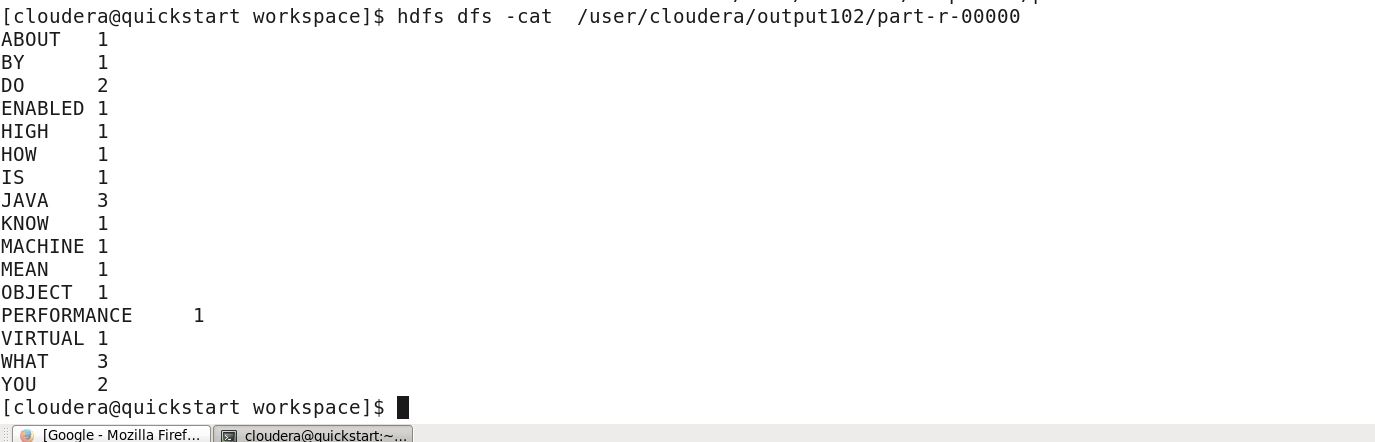 [cloudera@quickstart workspace]$ hdfs dfs -cat  /user/cloudera/output102/part-r-00000
ABOUT	1
BY	1
DO	2
ENABLED	1
HIGH	1
HOW	1
IS	1
JAVA	3
KNOW	1
MACHINE	1
MEAN	1
OBJECT	1
PERFORMANCE	1
VIRTUAL	1
WHAT	3
YOU	2
[cloudera@quickstart workspace]$
[Google - Mozilla Firef... cloudera@quickstart:~...